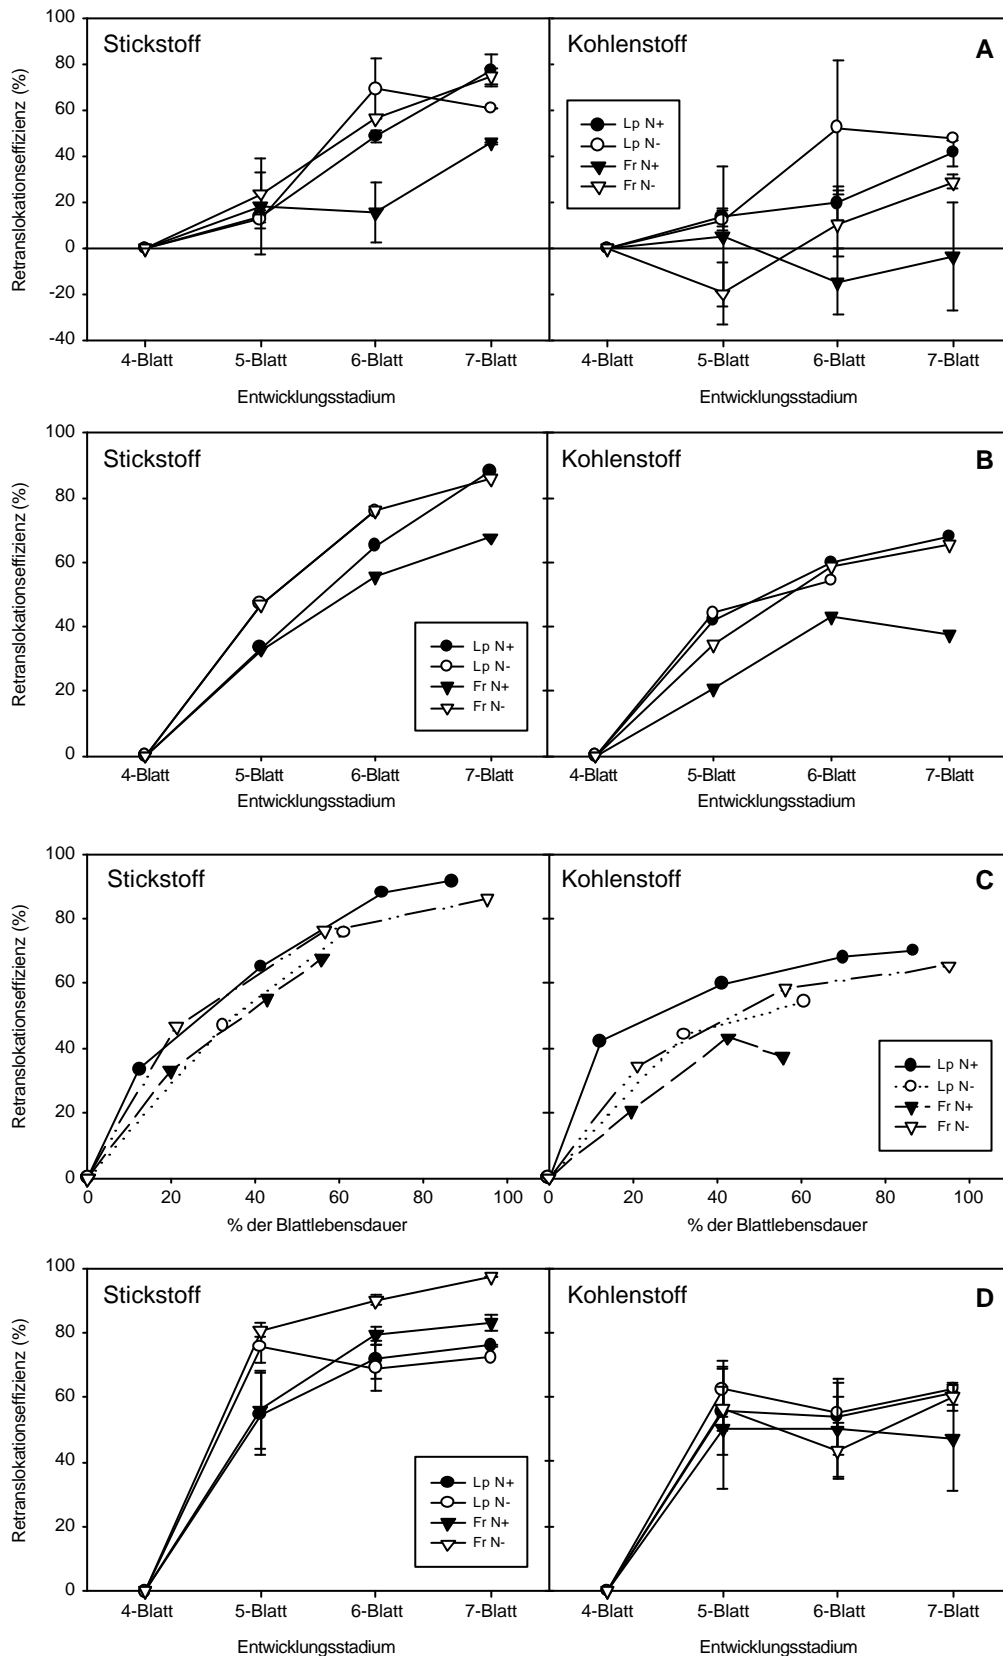 Stickstoff
Kohlenstoff
A
Retranslokationseffizienz (%)
100
80
60
40
20
0
-20
-40
Lp N+
Lp N-
Fr N+
Fr N-
4-Blatt 5-Blatt 6-Blatt 7-Blatt
4-Blatt 5-Blatt 6-Blatt 7-Blatt
Entwicklungsstadium
Entwicklungsstadium
Stickstoff
Kohlenstoff
B
Retranslokationseffizienz (%)
100
80
60
40
20
0
Lp N+
Lp N-
Fr N+
Fr N-
4-Blatt 5-Blatt 6-Blatt 7-Blatt
4-Blatt 5-Blatt 6-Blatt 7-Blatt
Entwicklungsstadium
Entwicklungsstadium
Stickstoff
Kohlenstoff
C
Retranslokationseffizienz (%)
100
80
60
40
20
0
Lp N+
Lp N-
Fr N+
Fr N-
0 20 40 60 80 100
0 20 40 60 80 100
% der Blattlebensdauer
% der Blattlebensdauer
Stickstoff
Kohlenstoff
D
Retranslokationseffizienz (%)
100
80
60
40
20
0
Lp N+
Lp N-
Fr N+
Fr N-
4-Blatt 5-Blatt 6-Blatt 7-Blatt
4-Blatt 5-Blatt 6-Blatt 7-Blatt
Entwicklungsstadium
Entwicklungsstadium